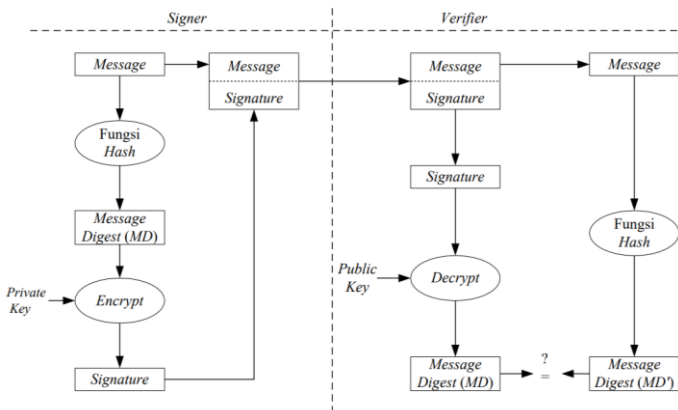 Signer
Message
Fungsi
Hash
Message
Digest (MD)
Private
Key
Encrypt
Signature
Message
Signature
Verifier
Message
Signature
Signature
Public
Key
Decrypt
Message
Digest (MD)
?
=
Message
Fungsi
Hash
Message
Digest (MD')